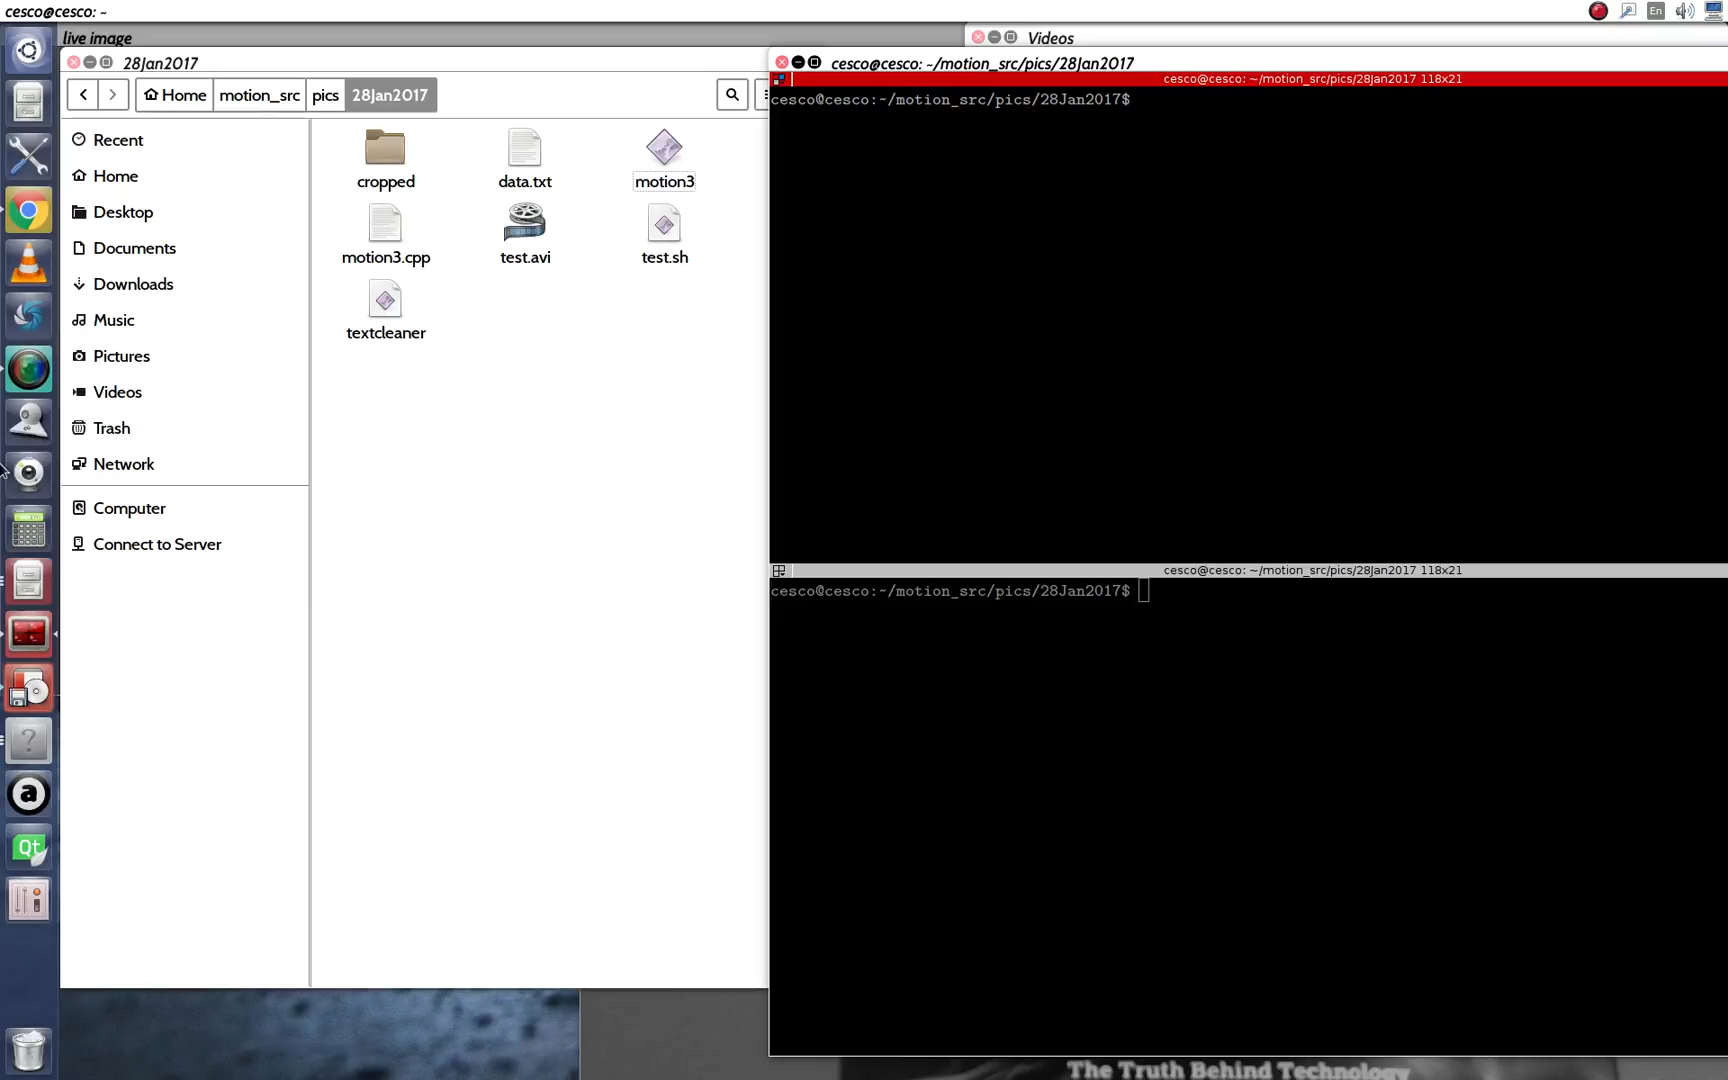 cesco@cesco: ~
En
live image
Videos
28Jan2017
cesco@cesco: ~/motion_src/pics/28Jan2017
Home motion_src pics 28Jan2017
cesco@cesco: ~/motion_src/pics/28Jan2017 118x21
cesco@cesco:~/motion_src/pics/28Jan2017$
Recent
Home
Desktop
Documents
Downloads
Music
Pictures
Videos
Trash
Network
Computer
Connect to Server
cropped data.txt motion3
motion3.cpp test.avi test.sh
textcleaner
cesco@cesco: ~/motion_src/pics/28Jan2017 118x21
cesco@cesco:~/motion_src/pics/28Jan2017$
?
a
Qt
The Truth Behind Technology